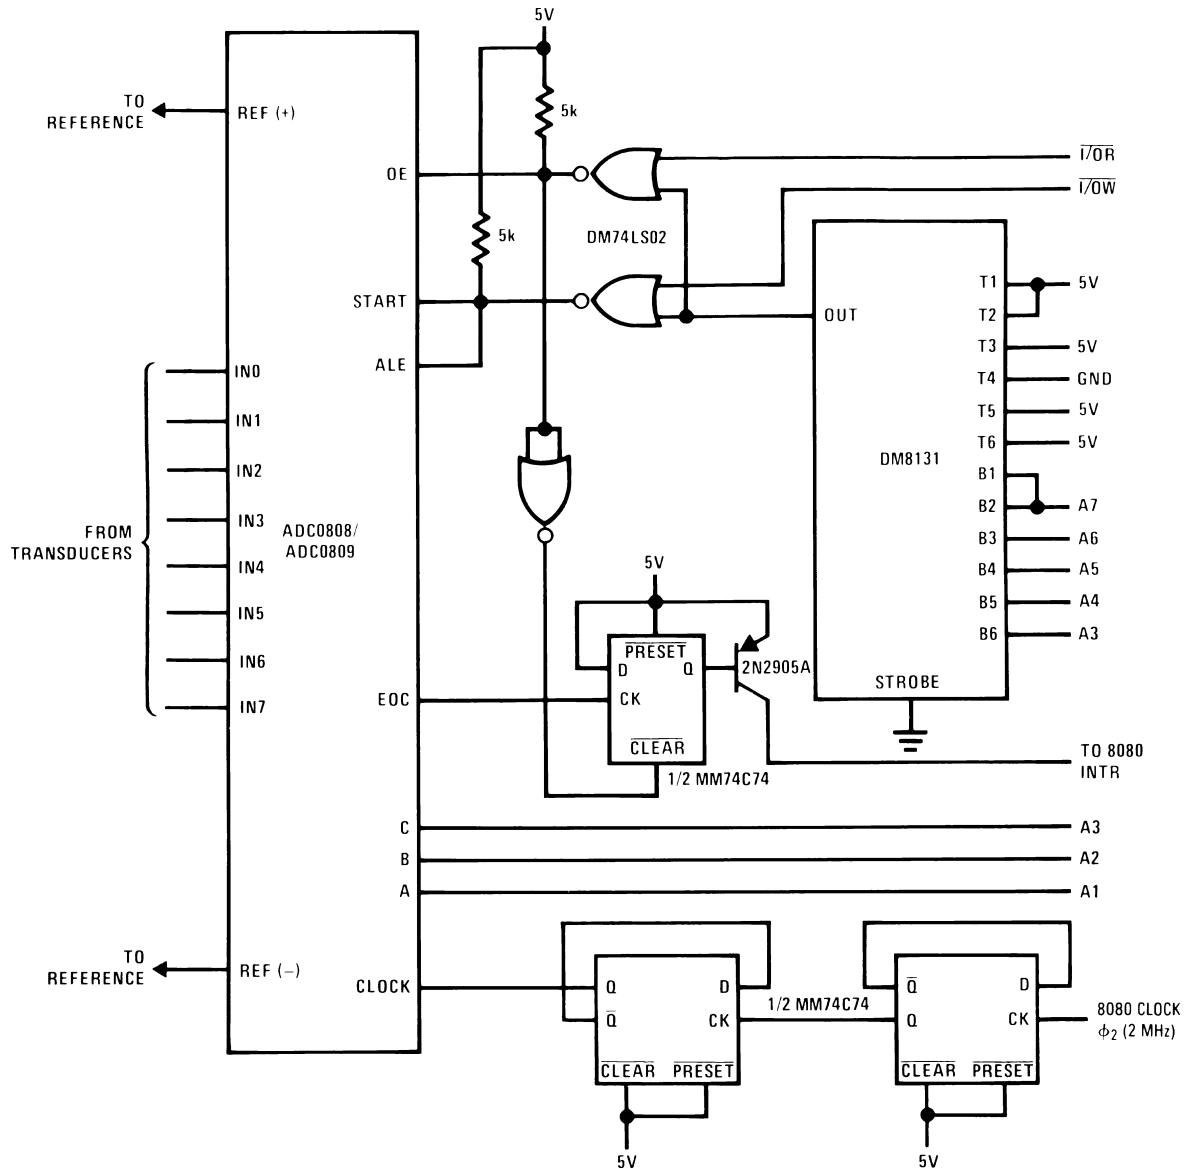 5V
TO
REFERENCE
REF (+)
5k
OE
I/OR
I/OW
5k
DM74LS02
START
ALE
OUT
T1
5V
T2
T3
5V
T4
GND
T5
5V
T6
5V
DM8131
B1
B2
A7
B3
A6
B4
A5
B5
A4
B6
A3
STROBE
IN0
IN1
IN2
IN3
IN4
IN5
IN6
IN7
FROM
TRANSDUCERS
ADC0808/
ADC0809
5V
PRESET
D
Q
2N2905A
EOC
CK
CLEAR
1/2 MM74C74
TO 8080
INTR
C
A3
B
A2
A
A1
TO
REFERENCE
REF (−)
CLOCK
Q
D
Q̅
CK
CLEAR
PRESET
5V
1/2 MM74C74
Q̅
D
Q
CK
CLEAR
PRESET
5V
8080 CLOCK
ϕ2 (2 MHz)